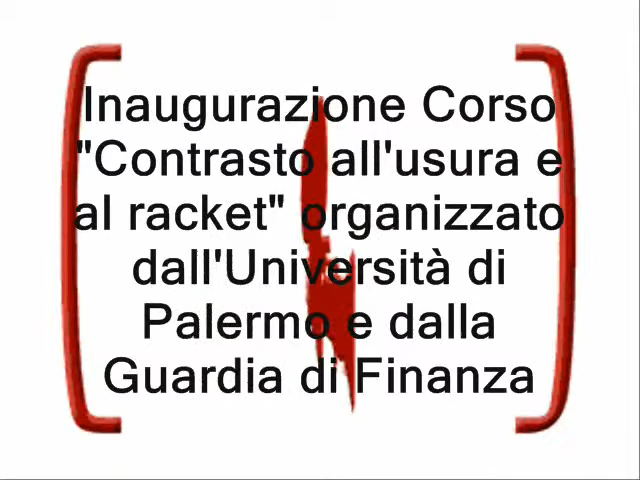 Inaugurazione Corso
"Contrasto all'usura e
al racket" organizzato
dall'Università di
Palermo e dalla
Guardia di Finanza